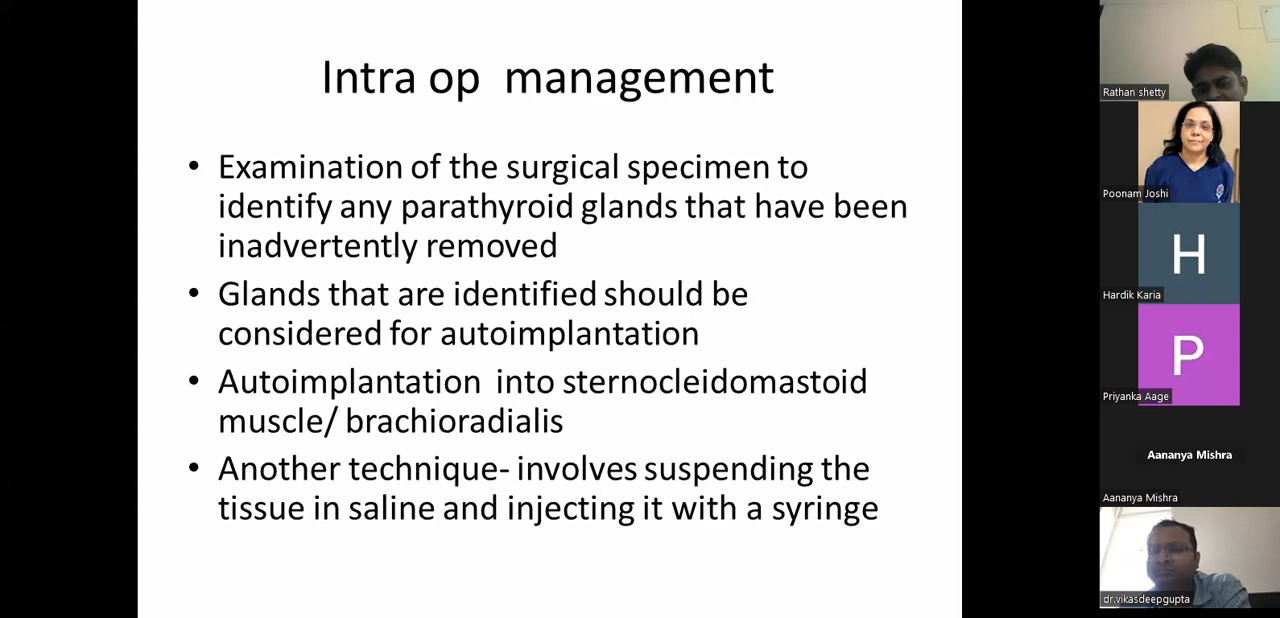 Intra op management
• Examination of the surgical specimen to
identify any parathyroid glands that have been
inadvertently removed
• Glands that are identified should be
considered for autoimplantation
• Autoimplantation into sternocleidomastoid
muscle/ brachioradialis
• Another technique- involves suspending the
tissue in saline and injecting it with a syringe
Rathan shetty
Poonam Joshi
H
Hardik Karia
P
Priyanka Aage
Aananya Mishra
Aananya Mishra
dr.vikasdeepgupta